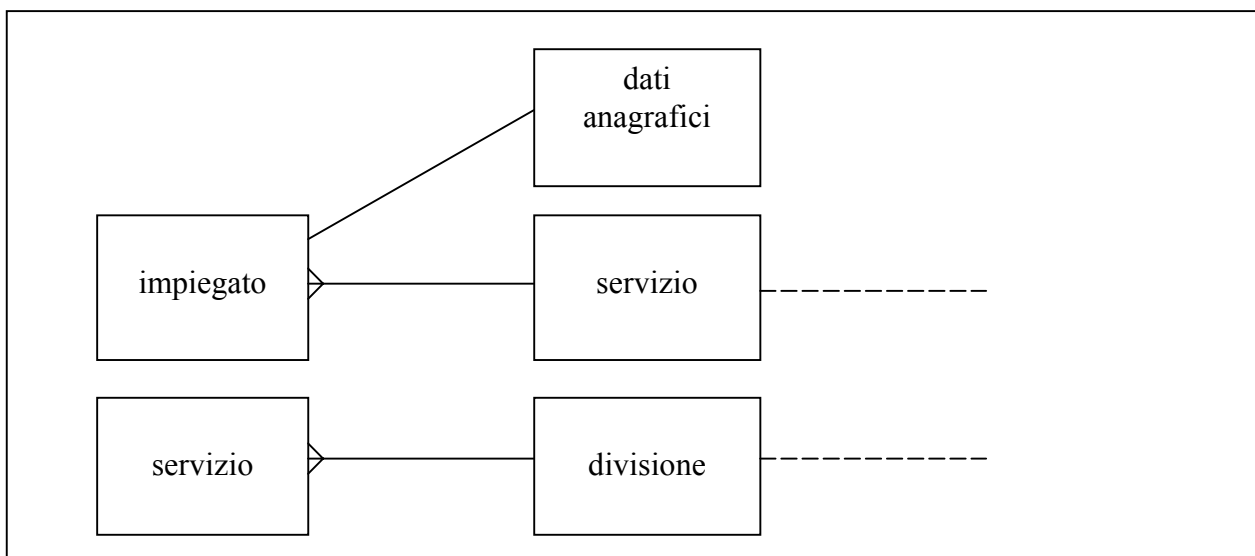 dati
anagrafici
impiegato
servizio
servizio
divisione